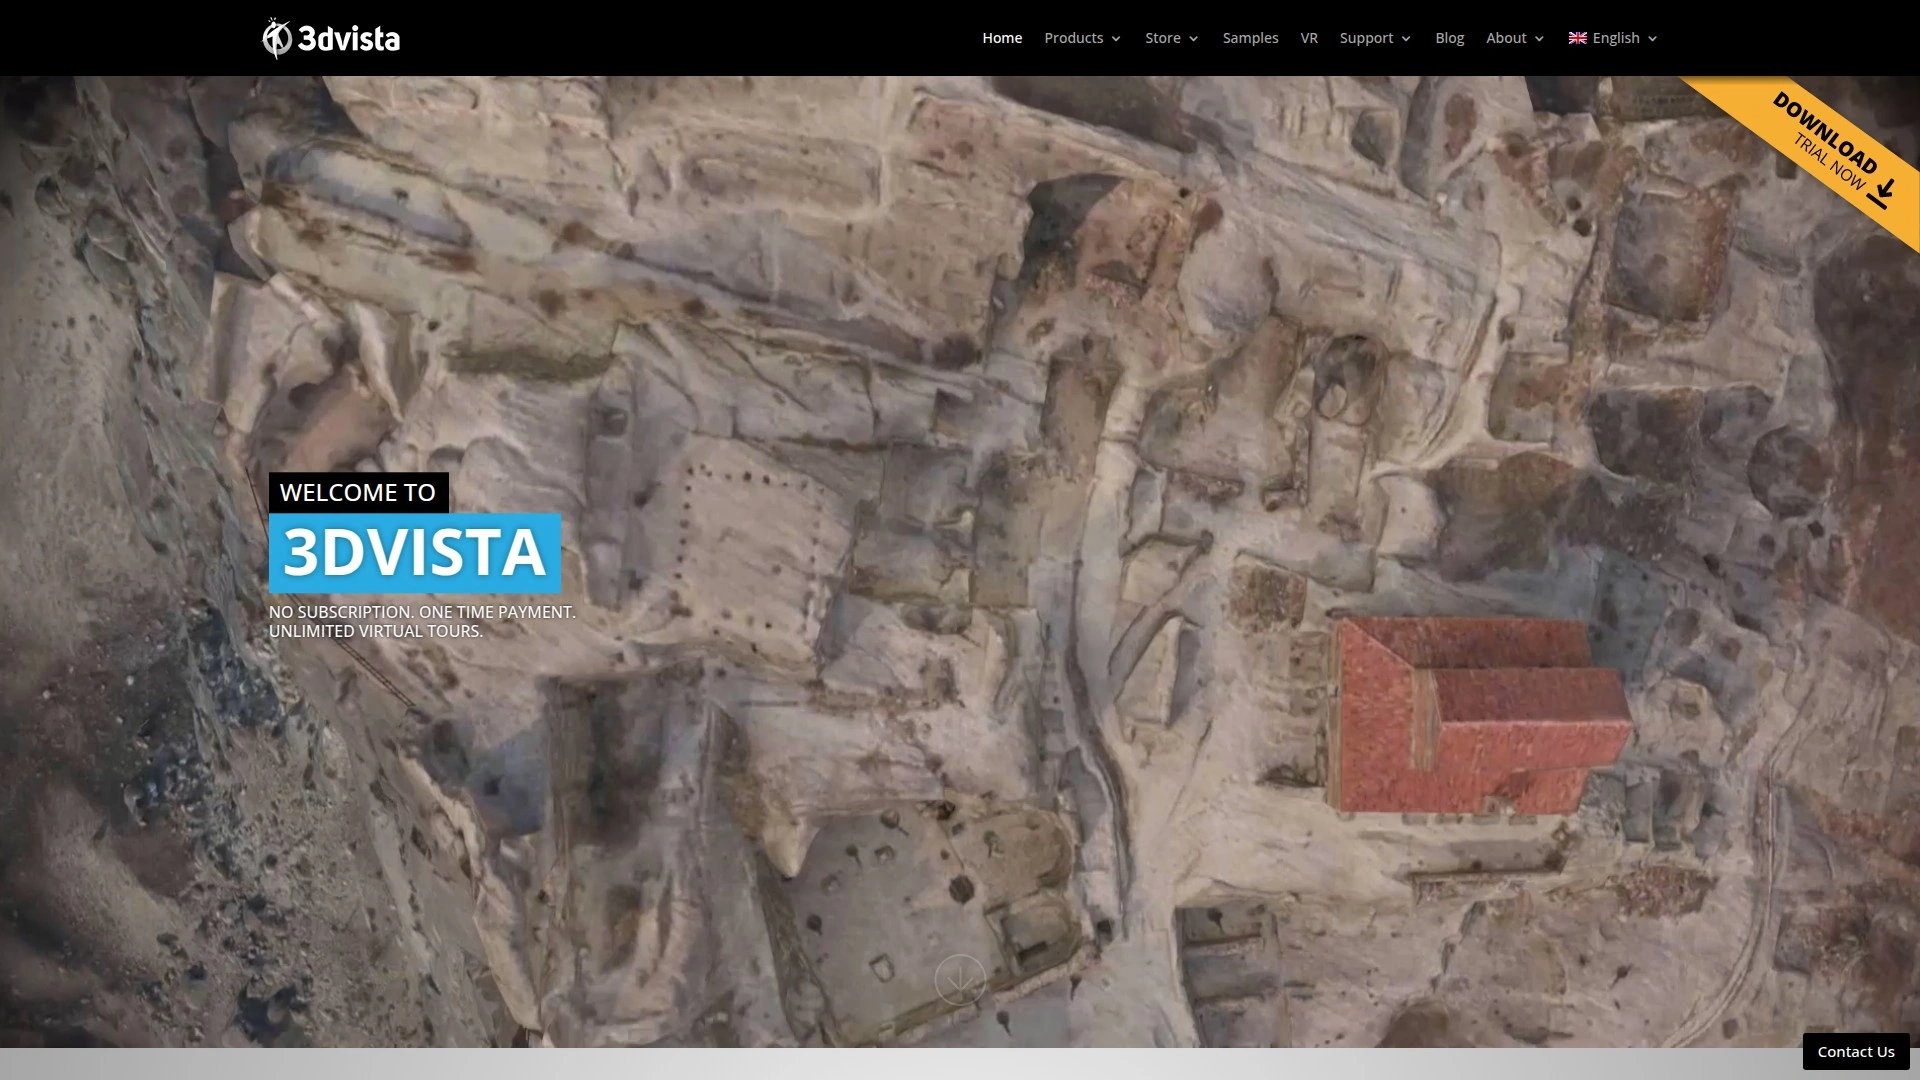 3dvista
Home
Products
Store
Samples
VR
Support
Blog
About
English
DOWNLOAD
TRIAL NOW
WELCOME TO
3DVISTA
NO SUBSCRIPTION. ONE TIME PAYMENT.
UNLIMITED VIRTUAL TOURS.
Contact Us